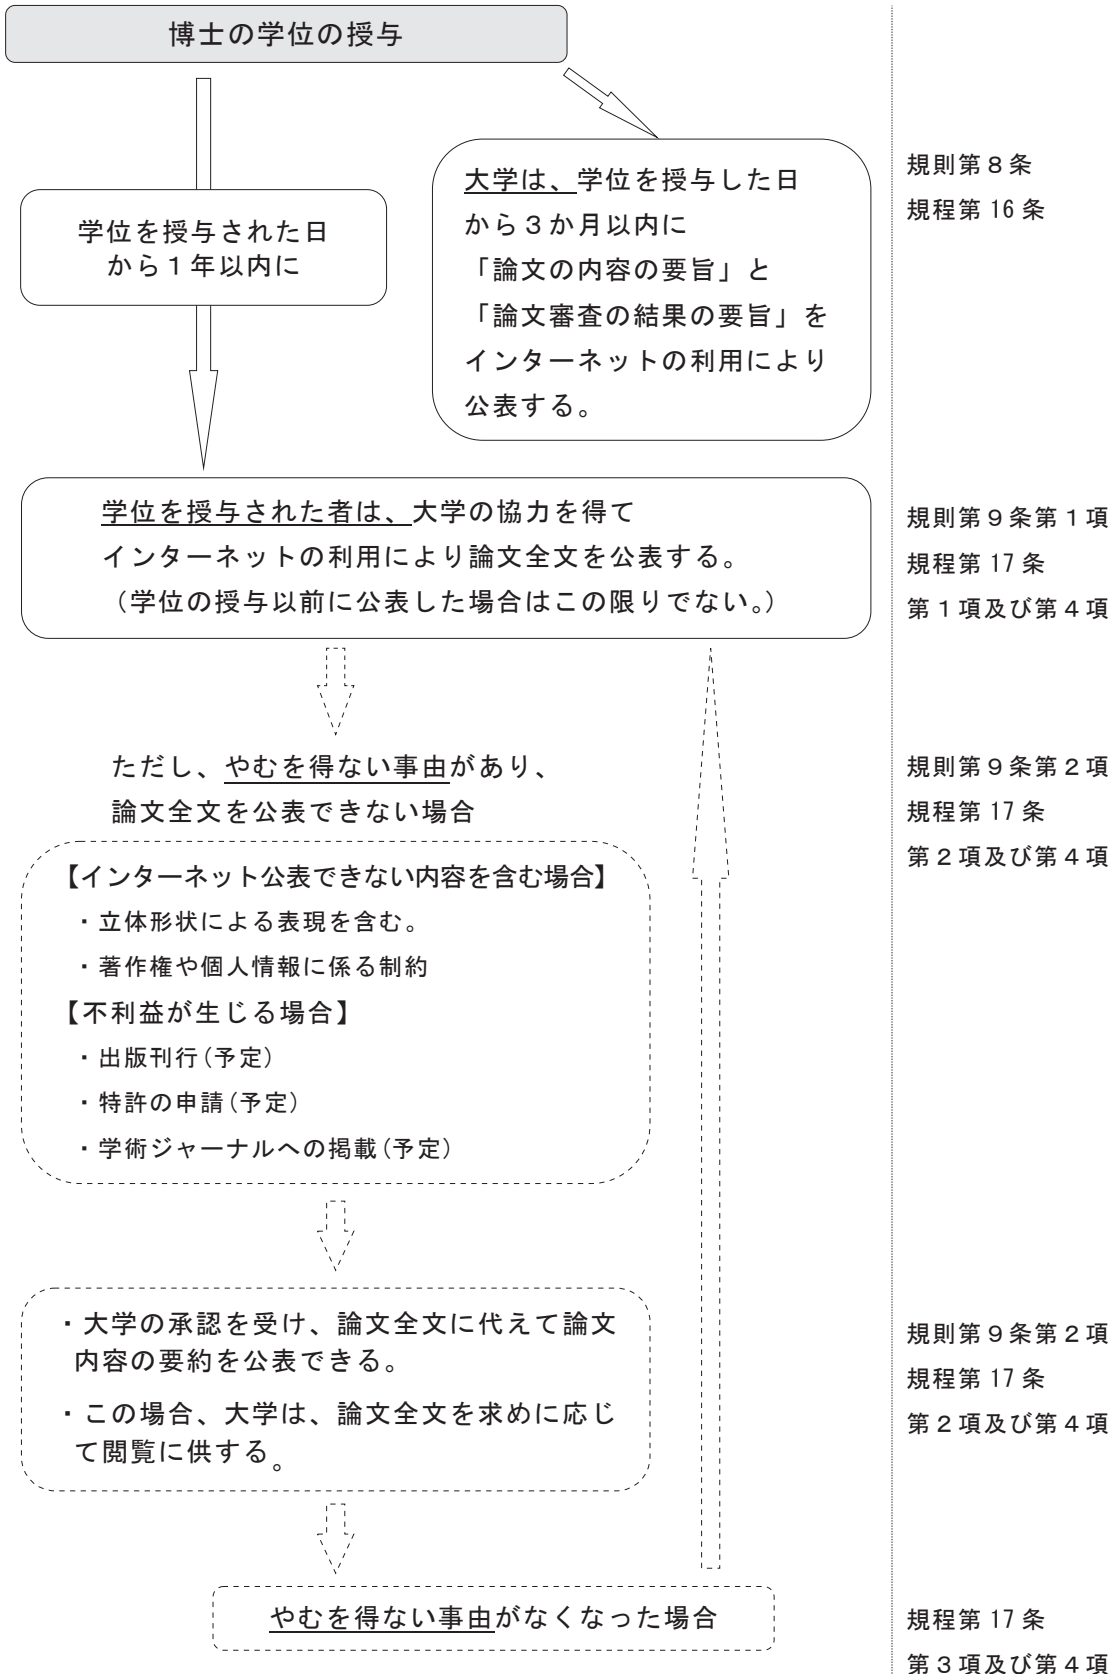 博士の学位の授与
学位を授与された日
から１年以内に
大学は、学位を授与した日
から３か月以内に
「論文の内容の要旨」と
「論文審査の結果の要旨」を
インターネットの利用により
公表する。
規則第８条
規程第 16 条
学位を授与された者は、大学の協力を得て
インターネットの利用により論文全文を公表する。
（学位の授与以前に公表した場合はこの限りでない。）
規則第９条第１項
規程第 17 条
第１項及び第４項
ただし、やむを得ない事由があり、
論文全文を公表できない場合
規則第９条第２項
規程第 17 条
第２項及び第４項
【インターネット公表できない内容を含む場合】
・立体形状による表現を含む。
・著作権や個人情報に係る制約
【不利益が生じる場合】
・出版刊行(予定)
・特許の申請(予定)
・学術ジャーナルへの掲載(予定)
・大学の承認を受け、論文全文に代えて論文
内容の要約を公表できる。
・この場合、大学は、論文全文を求めに応じ
て閲覧に供する。
規則第９条第２項
規程第 17 条
第２項及び第４項
やむを得ない事由がなくなった場合
規程第 17 条
第３項及び第４項